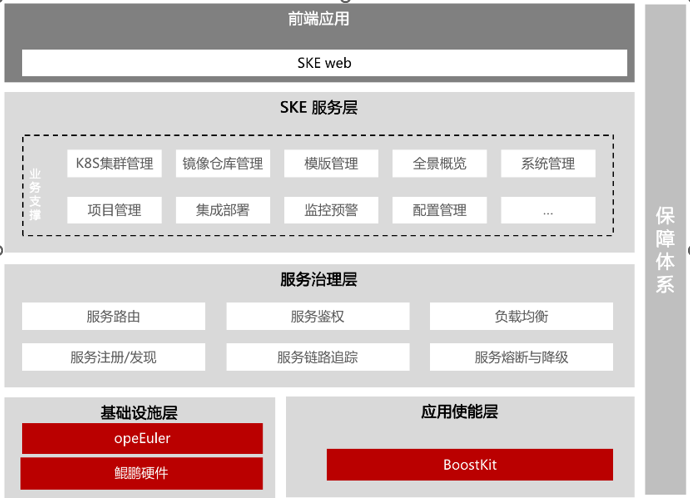 前端应用
SKE web
SKE 服务层
业务支撑
K8S集群管理 镜像仓库管理 模版管理 全景概览 系统管理
项目管理 集成部署 监控预警 配置管理 ...
保障体系
服务治理层
服务路由 服务鉴权 负载均衡
服务注册/发现 服务链路追踪 服务熔断与降级
基础设施层
opeEuler
鲲鹏硬件
应用使能层
BoostKit